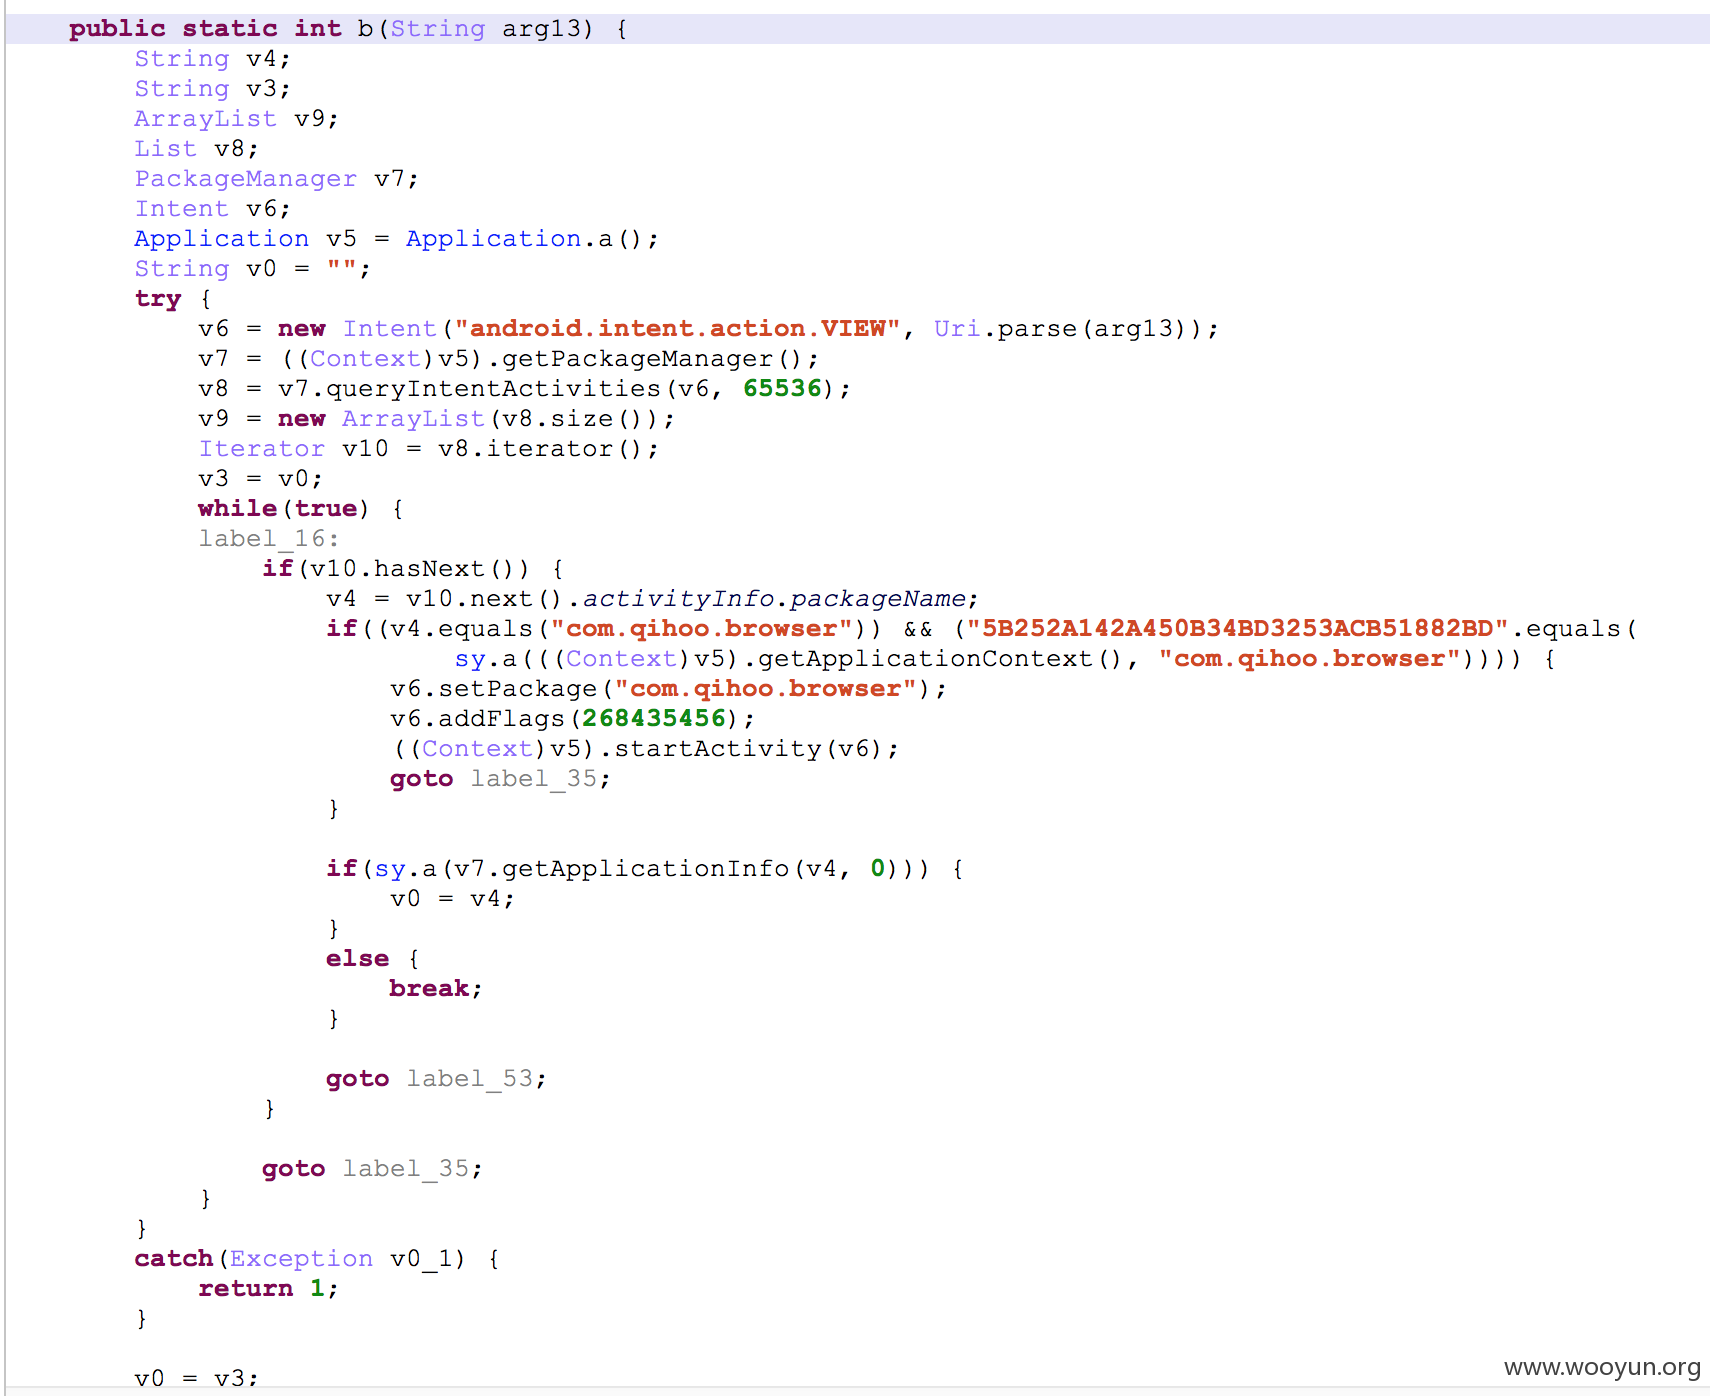 public static int b(String arg13) {
String v4;
String v3;
ArrayList v9;
List v8;
PackageManager v7;
Intent v6;
Application v5 = Application.a();
String v0 = "";
try {
v6 = new Intent("android.intent.action.VIEW", Uri.parse(arg13));
v7 = ((Context)v5).getPackageManager();
v8 = v7.queryIntentActivities(v6, 65536);
v9 = new ArrayList(v8.size());
Iterator v10 = v8.iterator();
v3 = v0;
while(true) {
label_16:
if(v10.hasNext()) {
v4 = v10.next().activityInfo.packageName;
if((v4.equals("com.qihoo.browser")) && ("5B252A142A450B34BD3253ACB51882BD".equals(
sy.a(((Context)v5).getApplicationContext(), "com.qihoo.browser")))) {
v6.setPackage("com.qihoo.browser");
v6.addFlags(268435456);
((Context)v5).startActivity(v6);
goto label_35;
}
if(sy.a(v7.getApplicationInfo(v4, 0))) {
v0 = v4;
}
else {
break;
}
goto label_53;
}
goto label_35;
}
}
catch(Exception v0_1) {
return 1;
}
v0 = v3;
www.wooyun.org